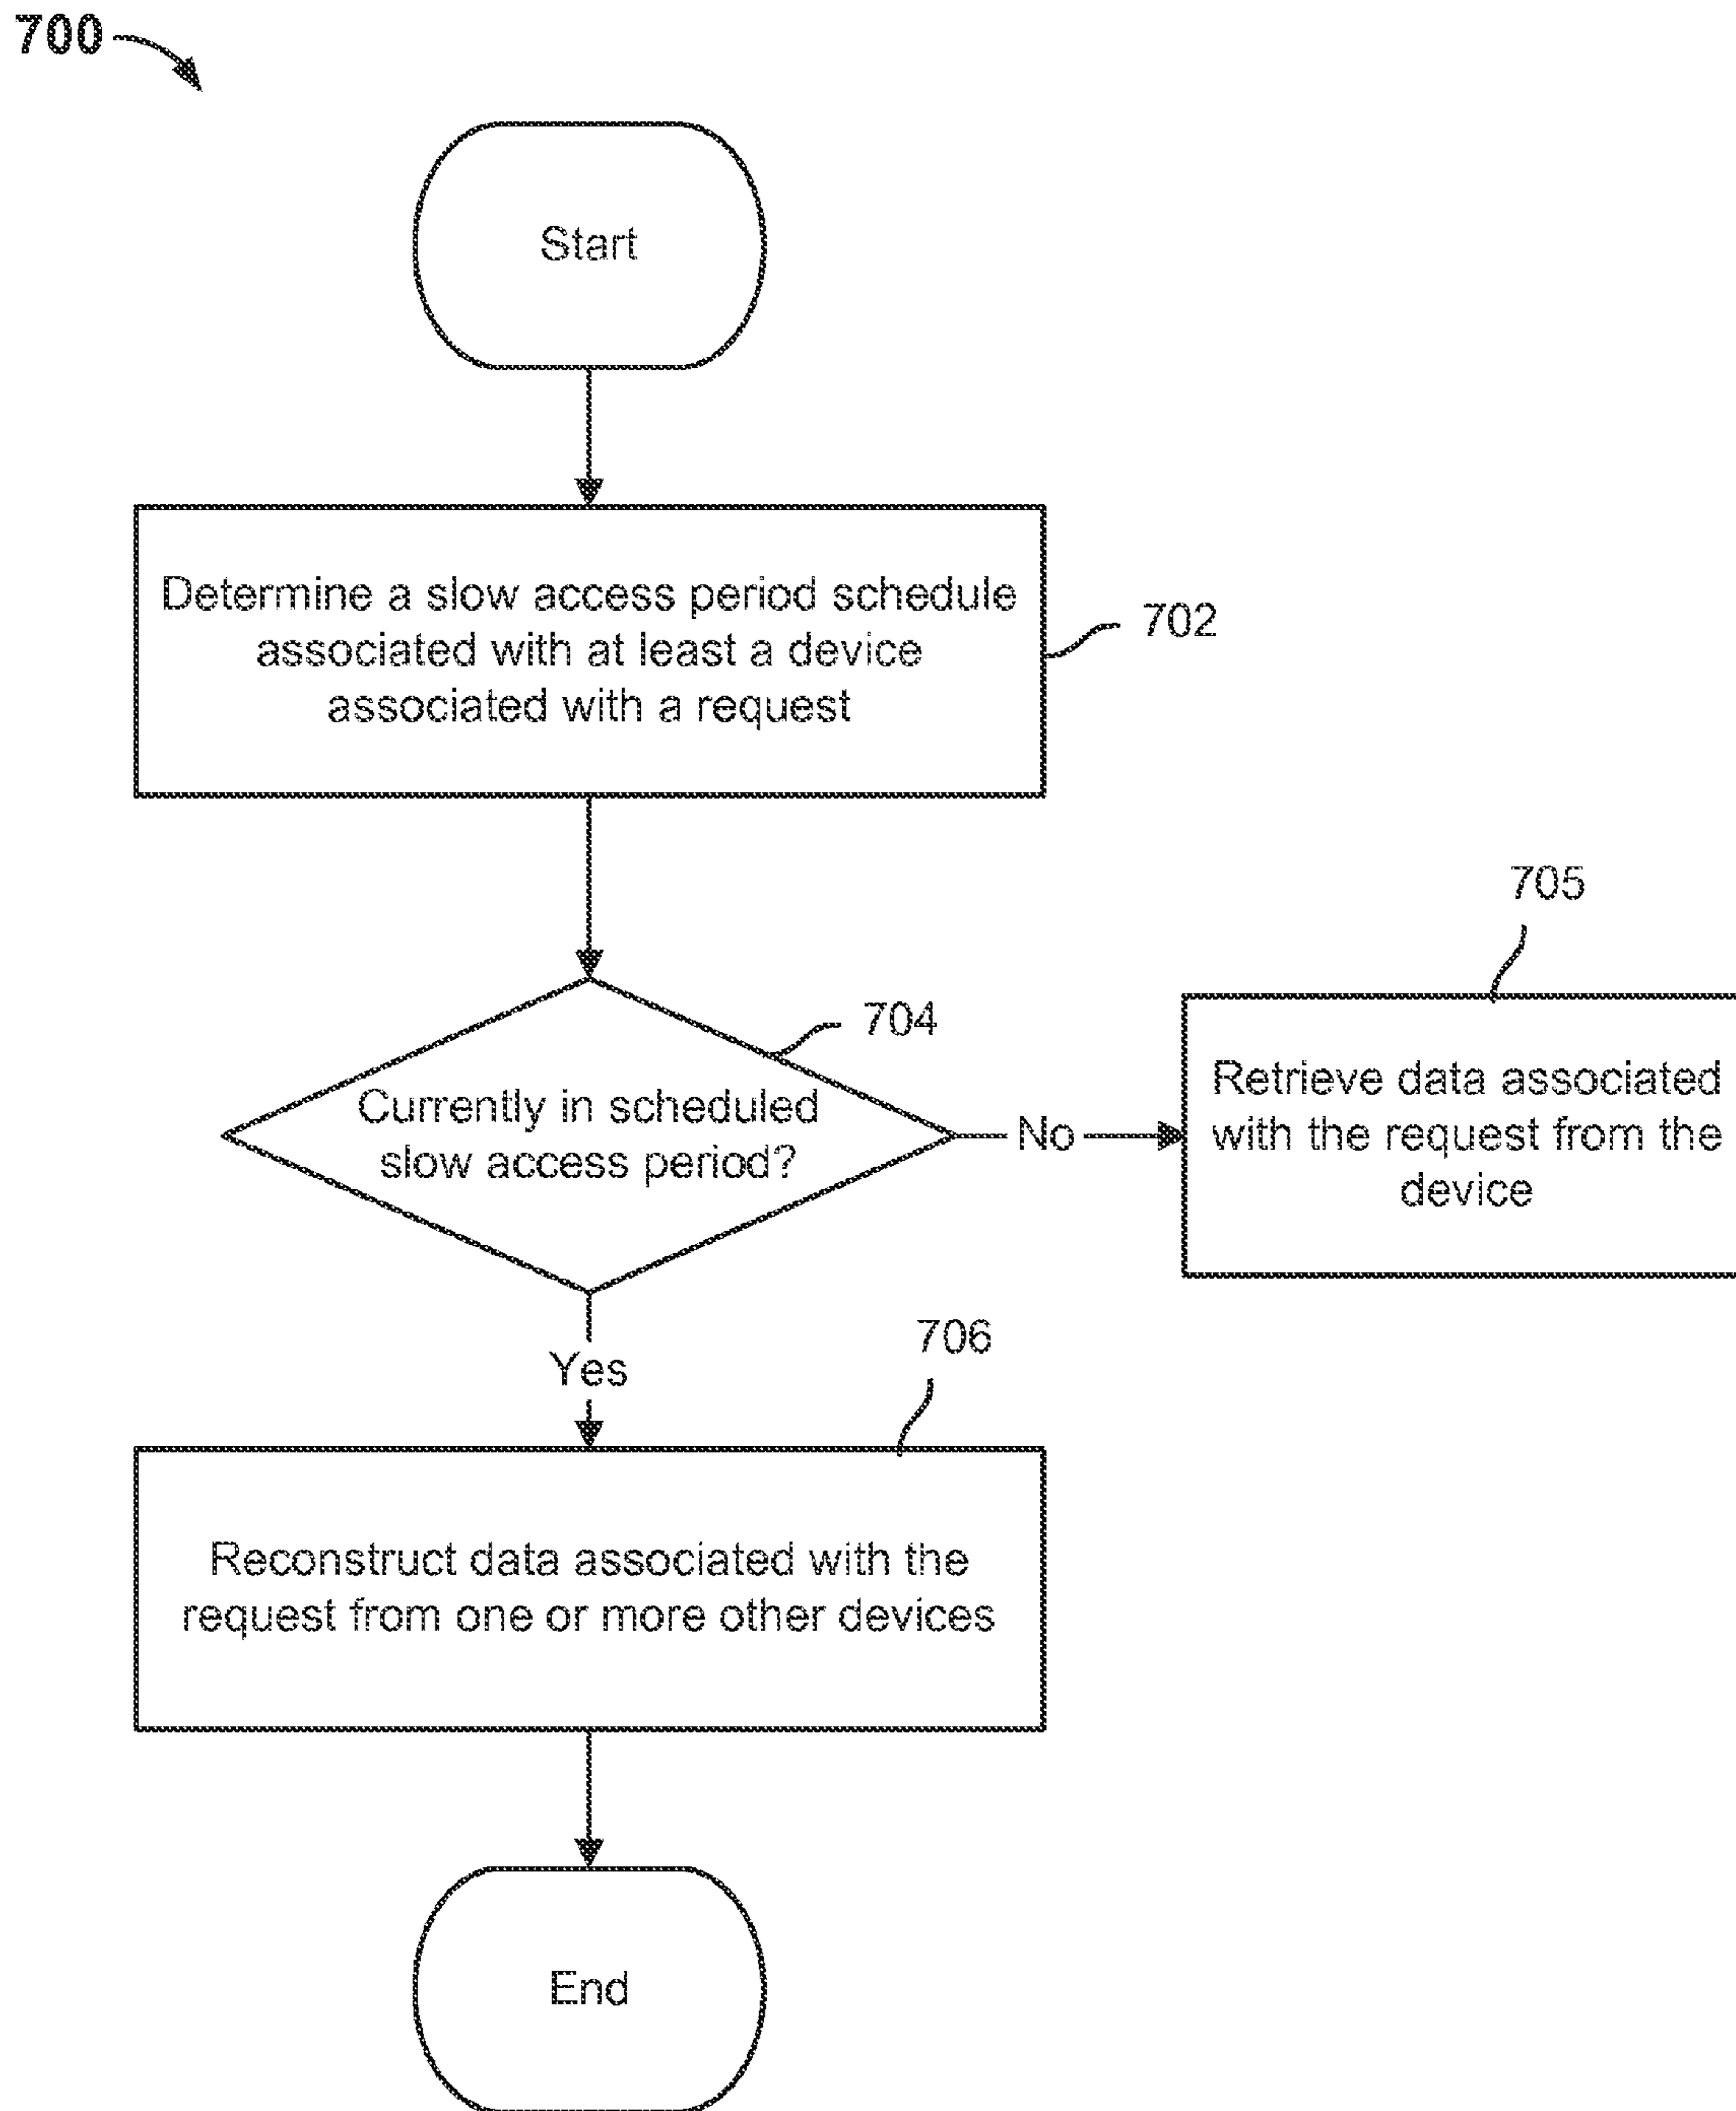 700
Start
Determine a slow access period schedule
associated with at least a device
associated with a request
702
704
Currently in scheduled
slow access period?
No
705
Retrieve data associated
with the request from the
device
Yes
706
Reconstruct data associated with the
request from one or more other devices
End